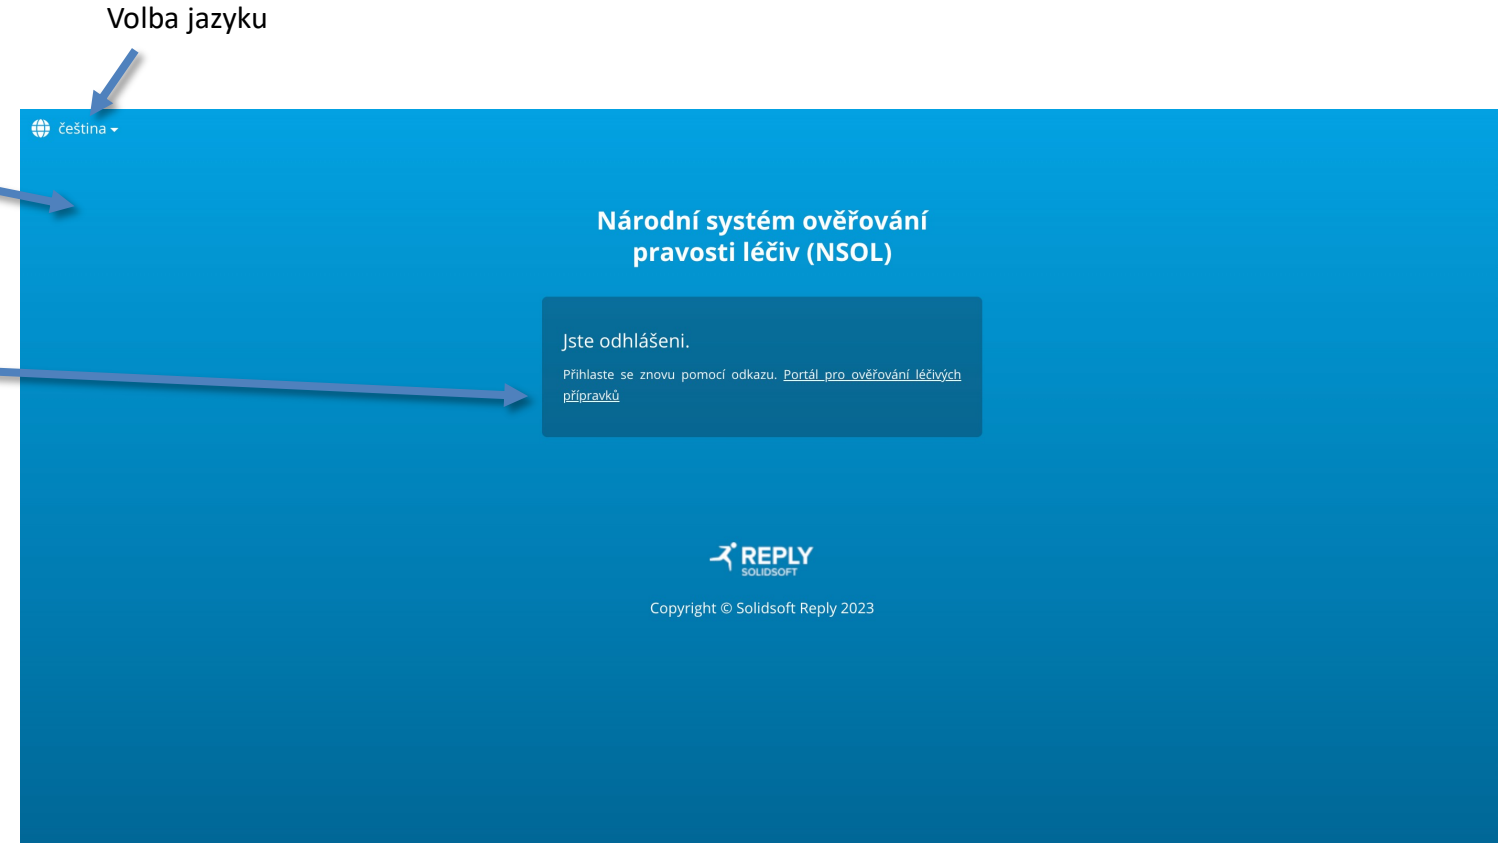 Volba jazyku
čeština
Národní systém ověřování
pravosti léčiv (NSOL)
Jste odhlášeni.
Přihlaste se znovu pomocí odkazu. Portál pro ověřování léčivých
přípravků
REPLY
SOLIDSOFT
Copyright © Solidsoft Reply 2023